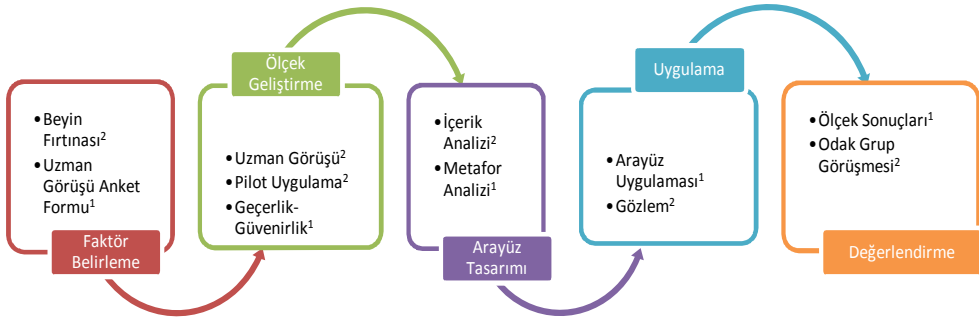 • Beyin
Fırtınası²
• Uzman
Görüşü Anket
Formu¹
Faktör
Belirleme
Ölçek
Geliştirme
• Uzman Görüşü²
• Pilot Uygulama²
• Geçerlik-
Güvenirlik¹
• İçerik
Analizi²
• Metafor
Analizi¹
Arayüz
Tasarımı
Uygulama
• Arayüz
Uygulaması¹
• Gözlem²
• Ölçek Sonuçları¹
• Odak Grup
Görüşmesi²
Değerlendirme